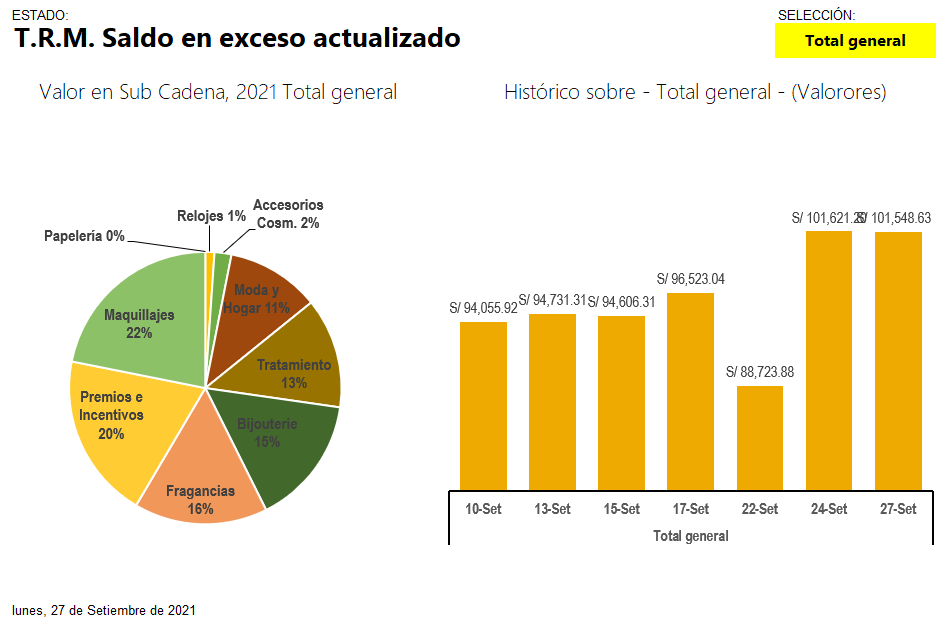 ESTADO:
SELECCIÓN:
T.R.M. Saldo en exceso actualizado
Total general
Valor en Sub Cadena, 2021 Total general
Histórico sobre - Total general - (Valorores)
Accesorios
Cosm. 2%
Relojes 1%
Papelería 0%
Moda y
Hogar 11%
Maquillajes
22%
Tratamiento
13%
Premios e
Incentivos
20%
Bijouterie
15%
Fragancias
16%
S/ 94,055.92
S/ 94,731.31
S/ 94,606.31
S/ 96,523.04
S/ 88,723.88
S/ 101,621.20
S/ 101,548.63
10-Set
13-Set
15-Set
17-Set
22-Set
24-Set
27-Set
Total general
lunes, 27 de Setiembre de 2021